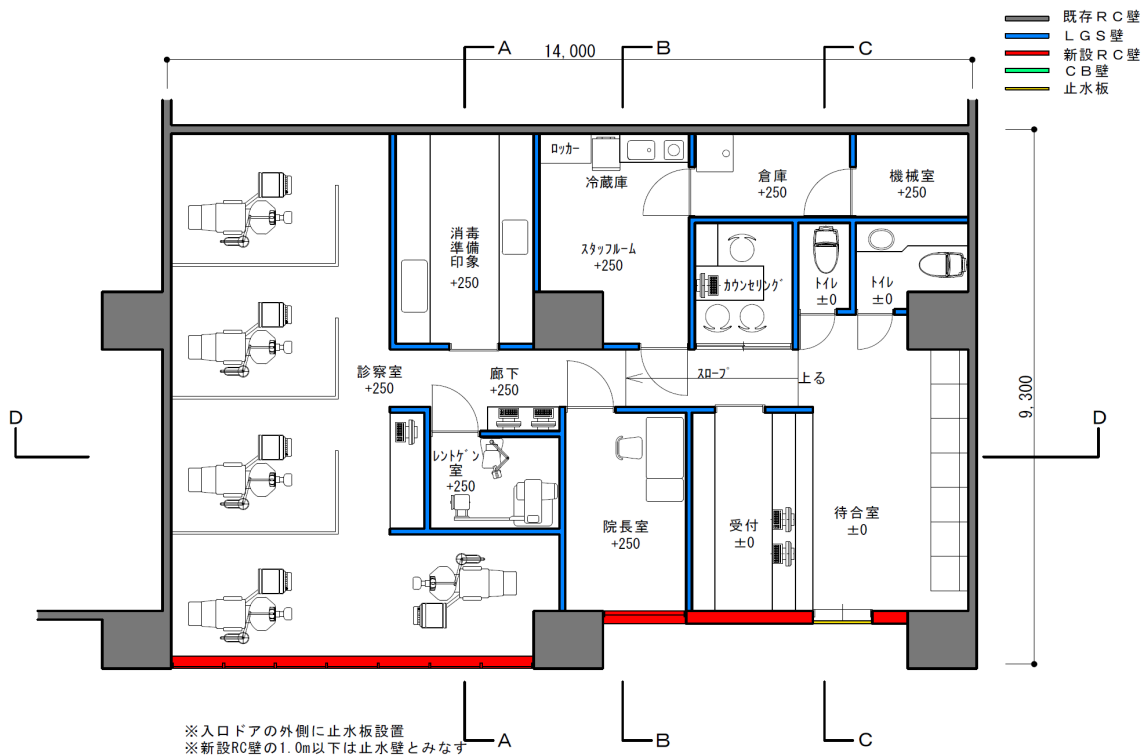 既存ＲＣ壁
ＬＧＳ壁
新設ＲＣ壁
ＣＢ壁
止水板
A
B
C
14,000
ﾛｯｶｰ
冷蔵庫
倉庫
+250
機械室
+250
消毒
準備
印象
+250
ｽﾀｯﾌﾙｰﾑ
+250
ｶｳﾝｾﾘﾝｸﾞ
ﾄｲﾚ
±0
ﾄｲﾚ
±0
診察室
+250
廊下
+250
ｽﾛｰﾌﾟ
上る
9,300
D
D
ﾚﾝﾄｹﾞﾝ
室
+250
院長室
+250
受付
±0
待合室
±0
※入口ドアの外側に止水板設置
※新設RC壁の1.0m以下は止水壁とみなす
A
B
C